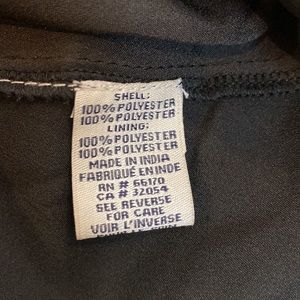 SHELL:
100% POLYESTER
100% POLYESTER
LINING:
100% POLYESTER
100% POLYESTER
MADE IN INDIA
FABRIQUÉ EN INDE
RN # 66170
CA # 32054
SEE REVERSE
FOR CARE
VOIR L'INVERSE